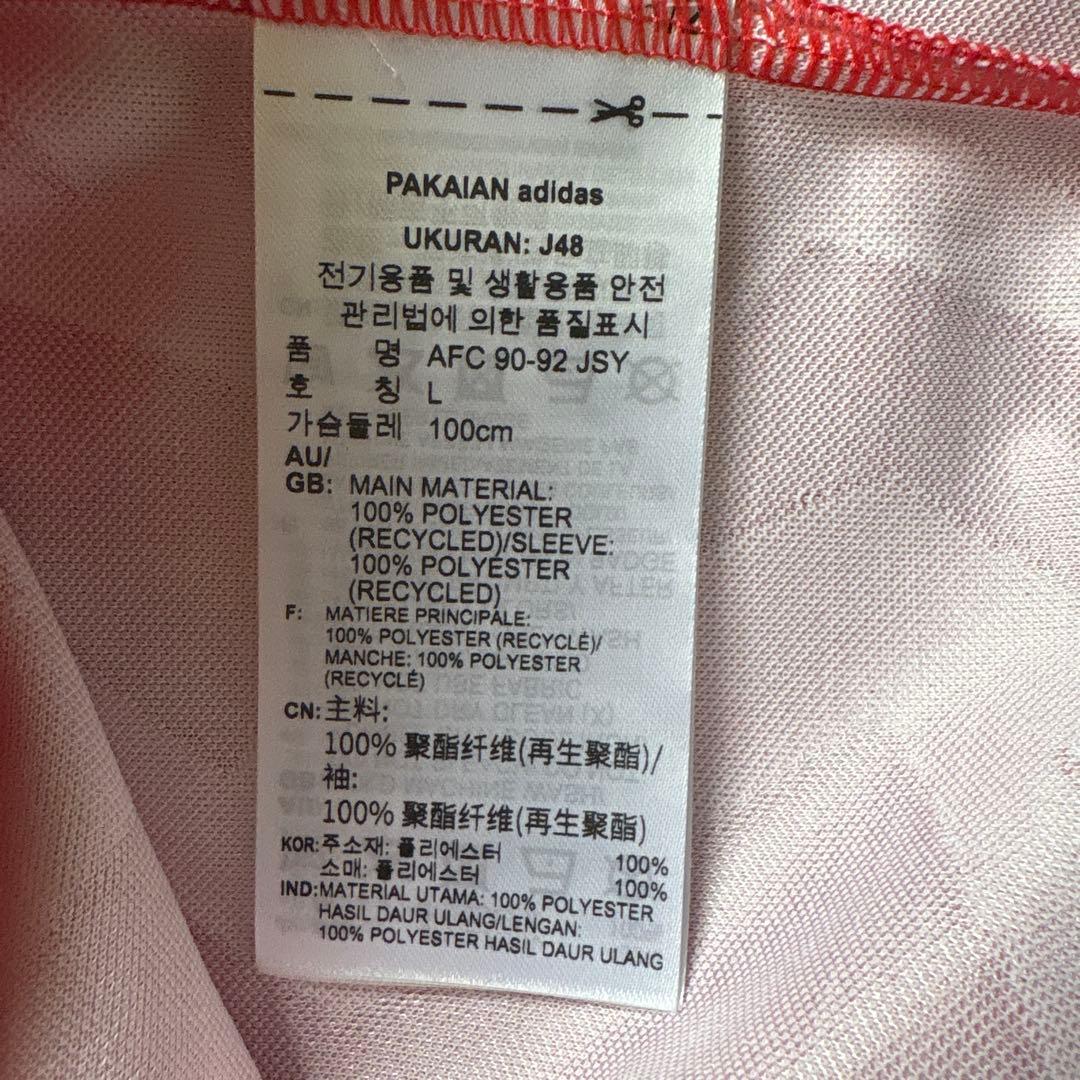 PAKAIAN adidas
UKURAN: J48
전기용품 및 생활용품 안전
관리법에 의한 품질표시
품 명 AFC 90-92 JSY
호 칭 L
가슴둘레 100cm
AU/
GB: MAIN MATERIAL:
100% POLYESTER
(RECYCLED)/SLEEVE:
100% POLYESTER
(RECYCLED)
F: MATIERE PRINCIPALE:
100% POLYESTER (RECYCLÉ)/
MANCHE: 100% POLYESTER
(RECYCLÉ)
CN: 主料:
100% 聚酯纤维(再生聚酯)/
袖:
100% 聚酯纤维(再生聚酯)
KOR: 주소재: 폴리에스터 100%
소매: 폴리에스터 100%
IND: MATERIAL UTAMA: 100% POLYESTER
HASIL DAUR ULANG/LENGAN:
100% POLYESTER HASIL DAUR ULANG